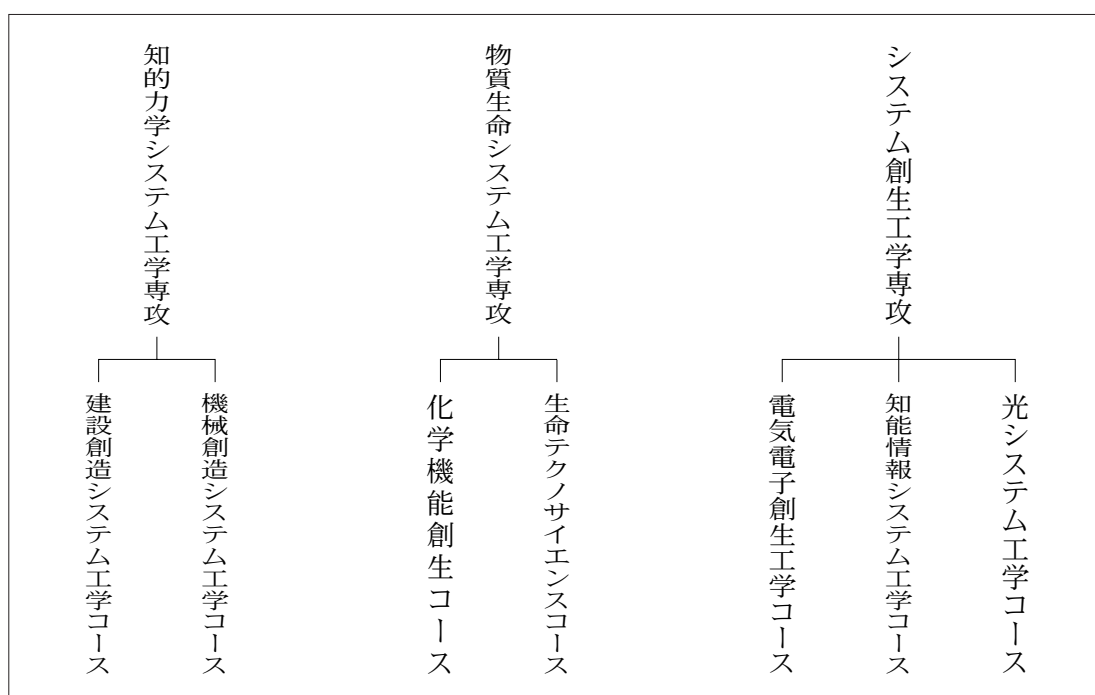 知的力学システム工学専攻
建設創造システム工学コース
機械創造システム工学コース
物質生命システム工学専攻
化学機能創生コース
生命テクノサイエンスコース
システム創生工学専攻
電気電子創生工学コース
知能情報システム工学コース
光システム工学コース